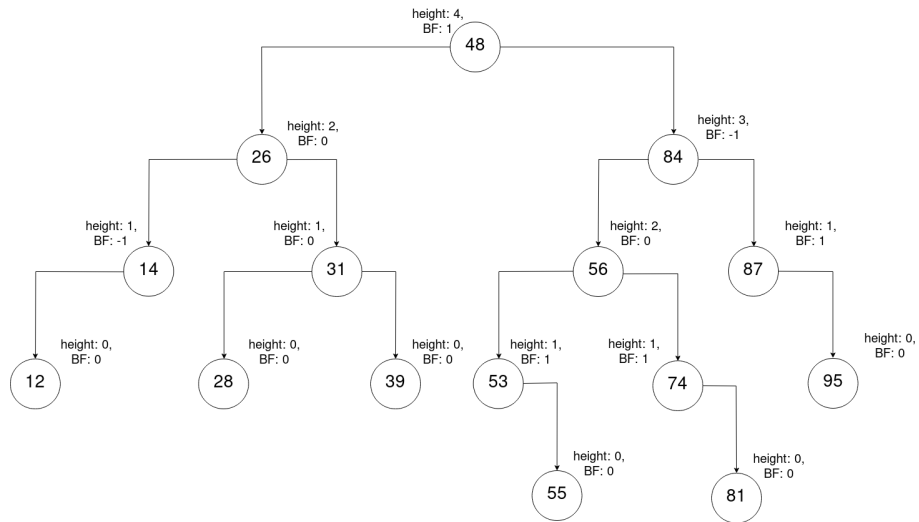 height: 4,
BF: 1
48
height: 2,
BF: 0
26
height: 3,
BF: -1
84
height: 1,
BF: -1
14
height: 1,
BF: 0
31
height: 2,
BF: 0
56
height: 1,
BF: 1
87
height: 0,
BF: 0
12
height: 0,
BF: 0
28
height: 0,
BF: 0
39
height: 1,
BF: 1
53
height: 1,
BF: 1
74
height: 0,
BF: 0
95
height: 0,
BF: 0
55
height: 0,
BF: 0
81